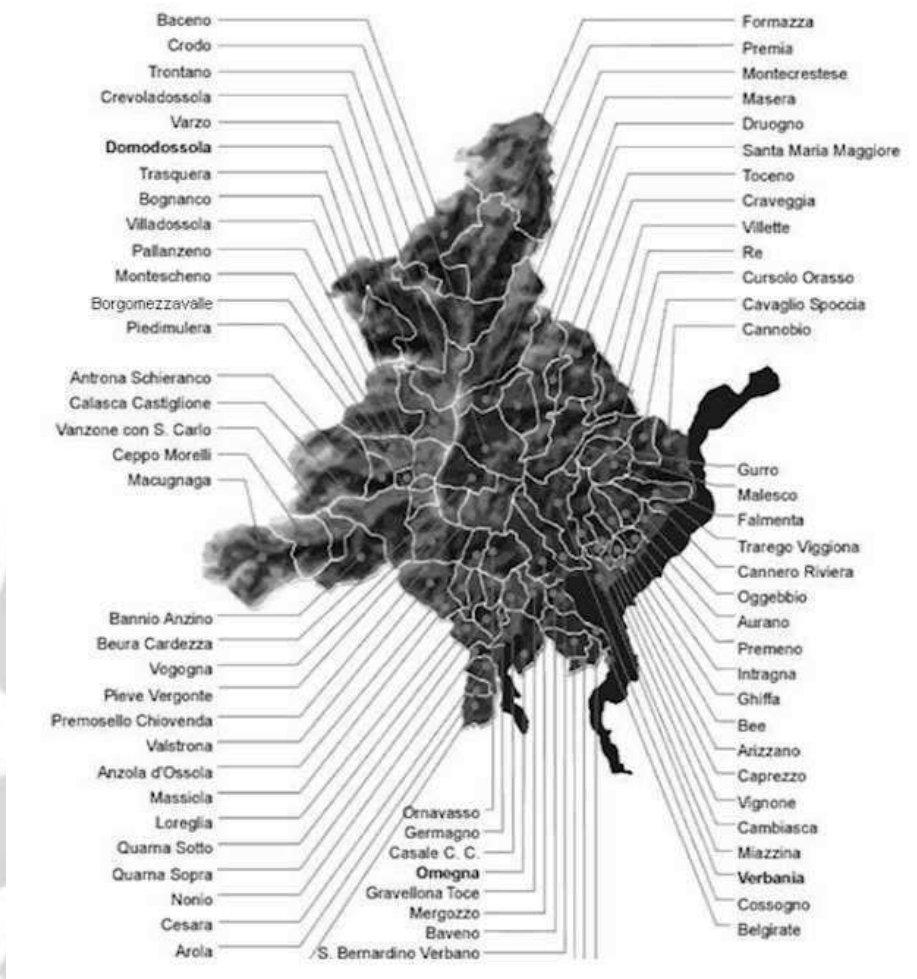 Baceno
Crodo
Trontano
Crevoladossola
Varzo
Domodossola
Trasquera
Bognanco
Villadossola
Pallanzeno
Montescheno
Borgomezzavalle
Piedimulera
Antrona Schieranco
Calasca Castiglione
Vanzone con S. Carlo
Ceppo Morelli
Macugnaga
Bannio Anzino
Beura Cardezza
Vogogna
Pieve Vergonte
Premosello Chiovenda
Valstrona
Anzola d'Ossola
Massiola
Loreglia
Quarna Sotto
Quarna Sopra
Nonio
Cesara
Arola
Ornavasso
Germagno
Casale C. C.
Omegna
Gravellona Toce
Mergozzo
Baveno
S. Bernardino Verbano
Formazza
Premia
Montecrestese
Masera
Druogno
Santa Maria Maggiore
Toceno
Craveggia
Villette
Re
Cursolo Orasso
Cavaglio Spoccia
Cannobio
Gurro
Malesco
Falmenta
Trarego Viggiona
Cannero Riviera
Oggebbio
Aurano
Premeno
Intragna
Ghiffa
Bee
Arizzano
Caprezzo
Vignone
Cambiasca
Miazzina
Verbania
Cossogno
Belgirate